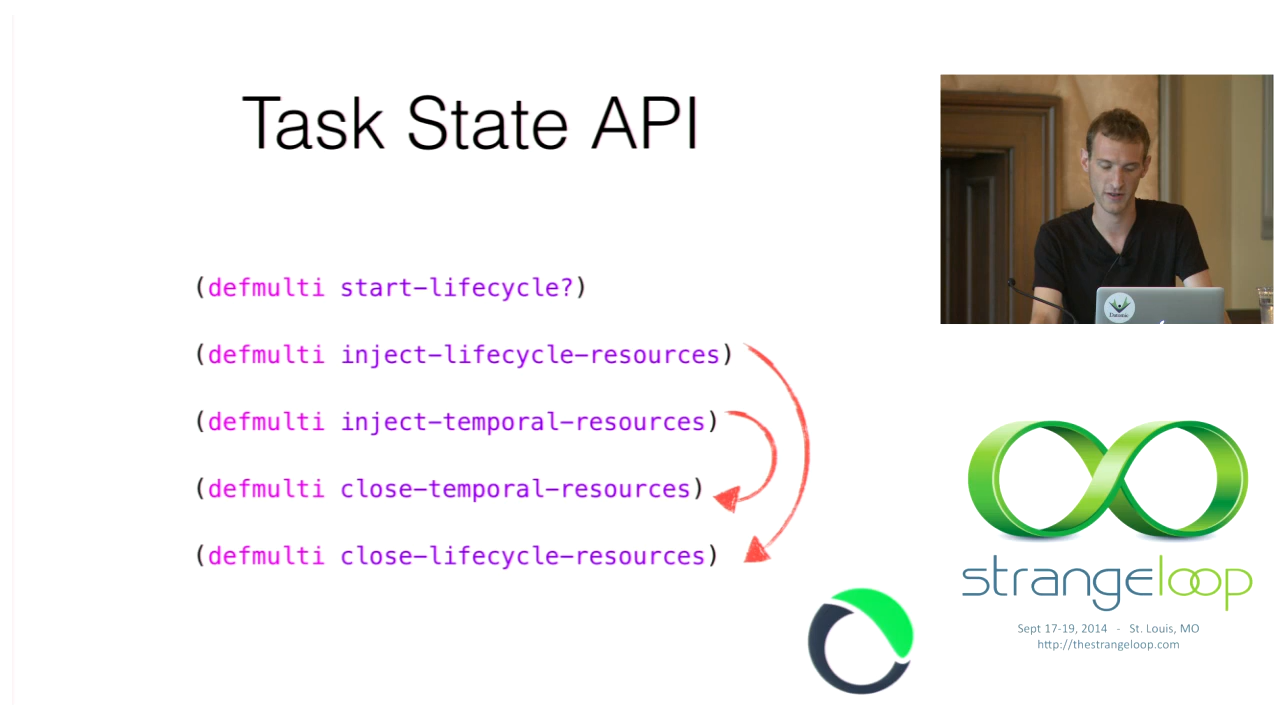 Task State API
(defmulti start-lifecycle?)
(defmulti inject-lifecycle-resources)
(defmulti inject-temporal-resources)
(defmulti close-temporal-resources)
(defmulti close-lifecycle-resources)
Datomic
strangeloop
Sept 17-19, 2014 - St. Louis, MO
http://thestrangeloop.com